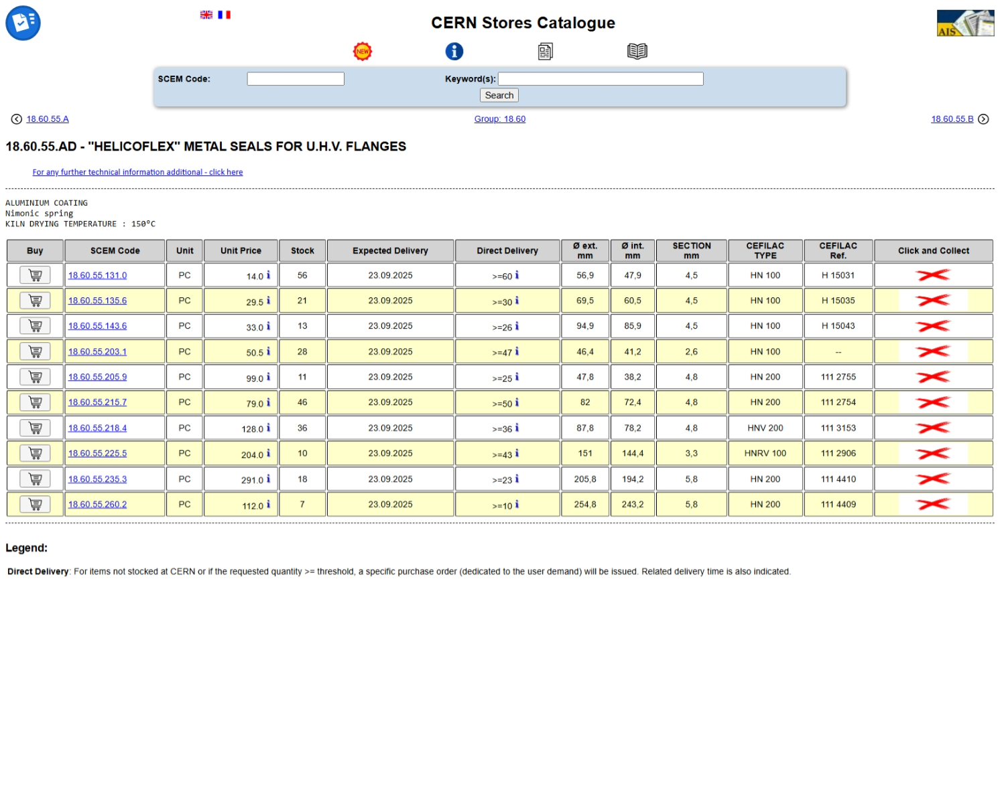 CERN Stores Catalogue
AIS
NEW
SCEM Code: Keyword(s):
Search
18.60.55.A Group: 18.60 18.60.55.B
18.60.55.AD - "HELICOFLEX" METAL SEALS FOR U.H.V. FLANGES
For any further technical information additional - click here
ALUMINIUM COATING
Nimonic spring
KILN DRYING TEMPERATURE : 150°C
Buy SCEM Code Unit Unit Price Stock Expected Delivery Direct Delivery Ø ext. mm Ø int. mm SECTION mm CEFILAC TYPE CEFILAC Ref. Click and Collect
18.60.55.131.0 PC 14.0 i 56 23.09.2025 >=60 i 56,9 47,9 4,5 HN 100 H 15031
18.60.55.135.6 PC 29.5 i 21 23.09.2025 >=30 i 69,5 60,5 4,5 HN 100 H 15035
18.60.55.143.6 PC 33.0 i 13 23.09.2025 >=26 i 94,9 85,9 4,5 HN 100 H 15043
18.60.55.203.1 PC 50.5 i 28 23.09.2025 >=47 i 46,4 41,2 2,6 HN 100 --
18.60.55.205.9 PC 99.0 i 11 23.09.2025 >=25 i 47,8 38,2 4,8 HN 200 111 2755
18.60.55.215.7 PC 79.0 i 46 23.09.2025 >=50 i 82 72,4 4,8 HN 200 111 2754
18.60.55.218.4 PC 128.0 i 36 23.09.2025 >=36 i 87,8 78,2 4,8 HNV 200 111 3153
18.60.55.225.5 PC 204.0 i 10 23.09.2025 >=43 i 151 144,4 3,3 HNRV 100 111 2906
18.60.55.235.3 PC 291.0 i 18 23.09.2025 >=23 i 205,8 194,2 5,8 HN 200 111 4410
18.60.55.260.2 PC 112.0 i 7 23.09.2025 >=10 i 254,8 243,2 5,8 HN 200 111 4409
Legend:
Direct Delivery: For items not stocked at CERN or if the requested quantity >= threshold, a specific purchase order (dedicated to the user demand) will be issued. Related delivery time is also indicated.